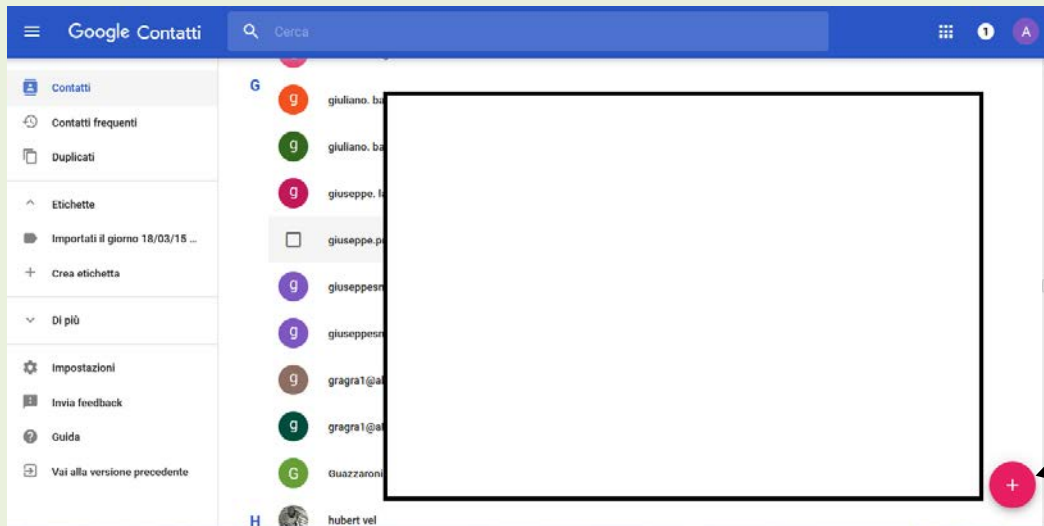 Google Contatti
Cerca
1
A
Contatti
Contatti frequenti
Duplicati
Etichette
Importati il giorno 18/03/15 ...
Crea etichetta
Di più
Impostazioni
Invia feedback
Guida
Vai alla versione precedente
G
g giuliano. ba
g giuliano. ba
g giuseppe.
giuseppe.p
g giuseppesn
g giuseppesn
g gragra1@al
g gragra1@al
G Guazzaroni
H hubert vel
+